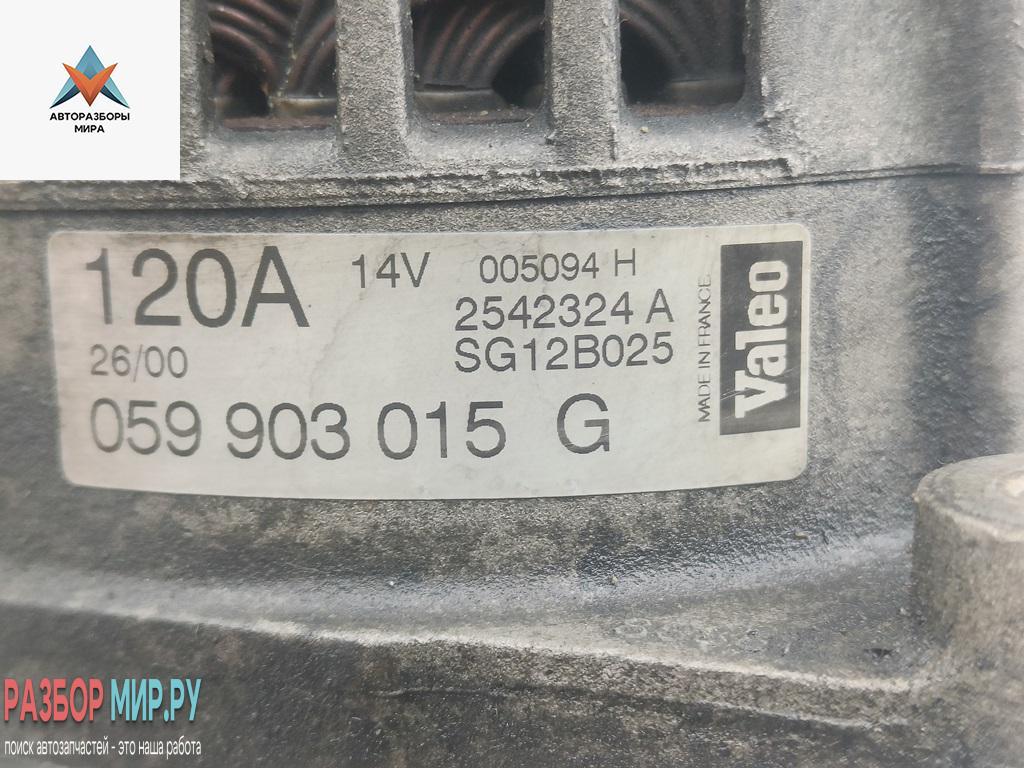 АВТОРАЗБОРЫ
МИРА
120A 14V 005094 H
2542324 A
26/00 SG12B025
059 903 015 G
MADE IN FRANCE
Valeo
РАЗБОР МИР.РУ
поиск автозапчастей - это наша работа